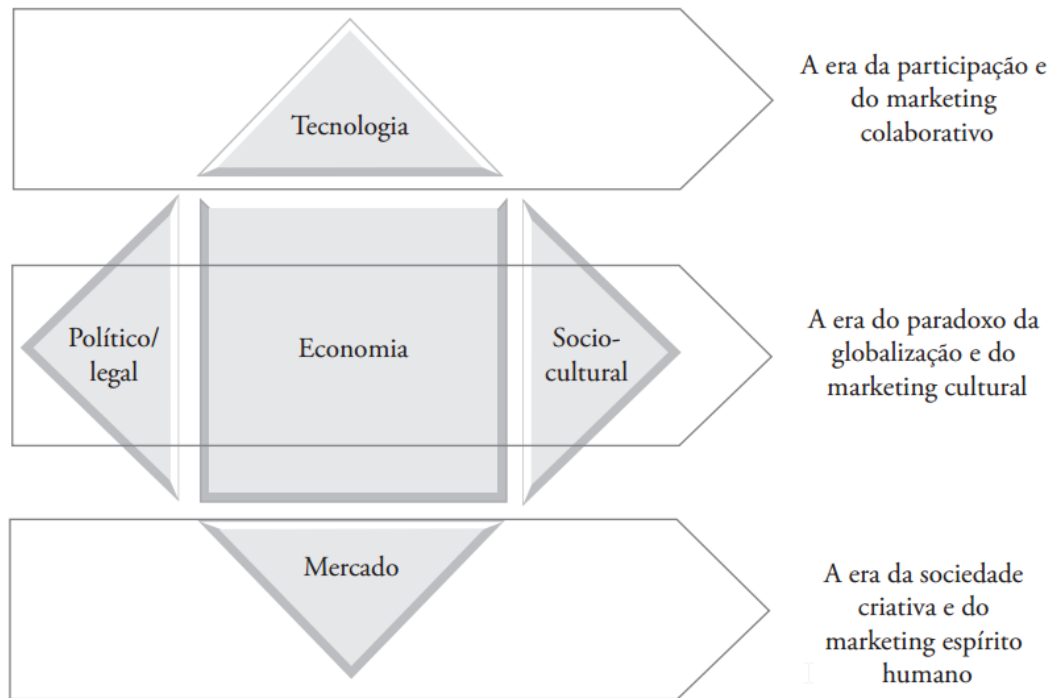 Tecnologia
A era da participação e
do marketing
colaborativo
Político/
legal
Economia
Socio-
cultural
A era do paradoxo da
globalização e do
marketing cultural
Mercado
A era da sociedade
criativa e do
marketing espírito
humano